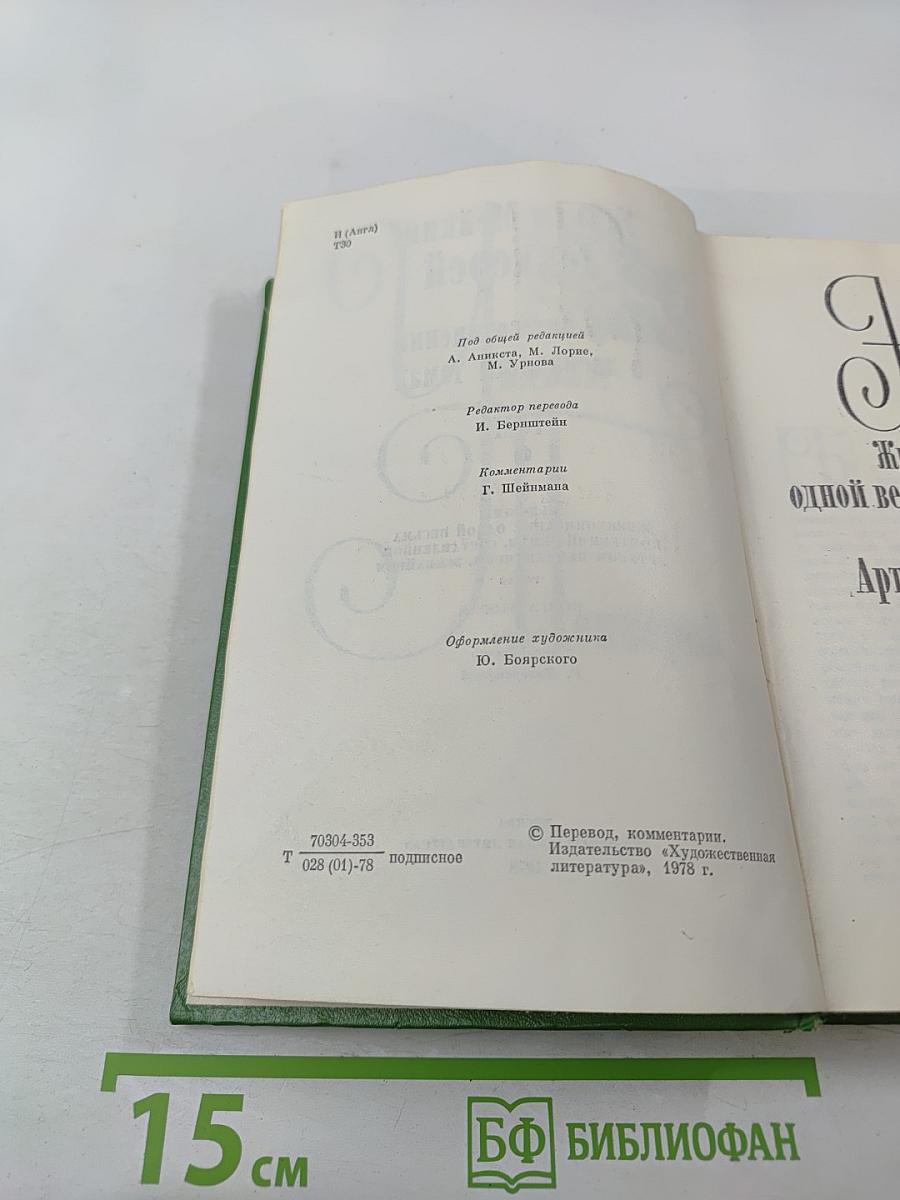 И (Англ)
Т30
Под общей редакцией
А. Аникста, М. Лорие,
М. Урнова
Редактор перевода
И. Бернштейн
Комментарии
Г. Шейнмана
Оформление художника
Ю. Боярского
Т 70304-353
028 (01)-78 подписное
© Перевод, комментарии.
Издательство «Художественная
литература», 1978 г.
одной
15 см
БФ БИБЛИОФАН